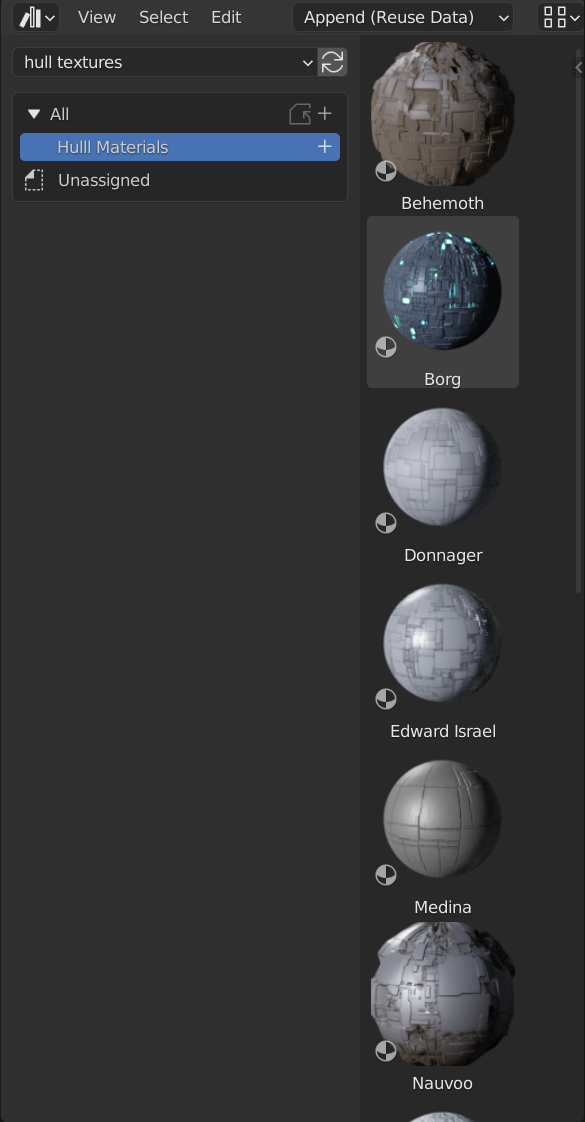 View Select Edit Append (Reuse Data)
hull textures
All
Hulll Materials
Unassigned
Behemoth
Borg
Donnager
Edward Israel
Medina
Nauvoo